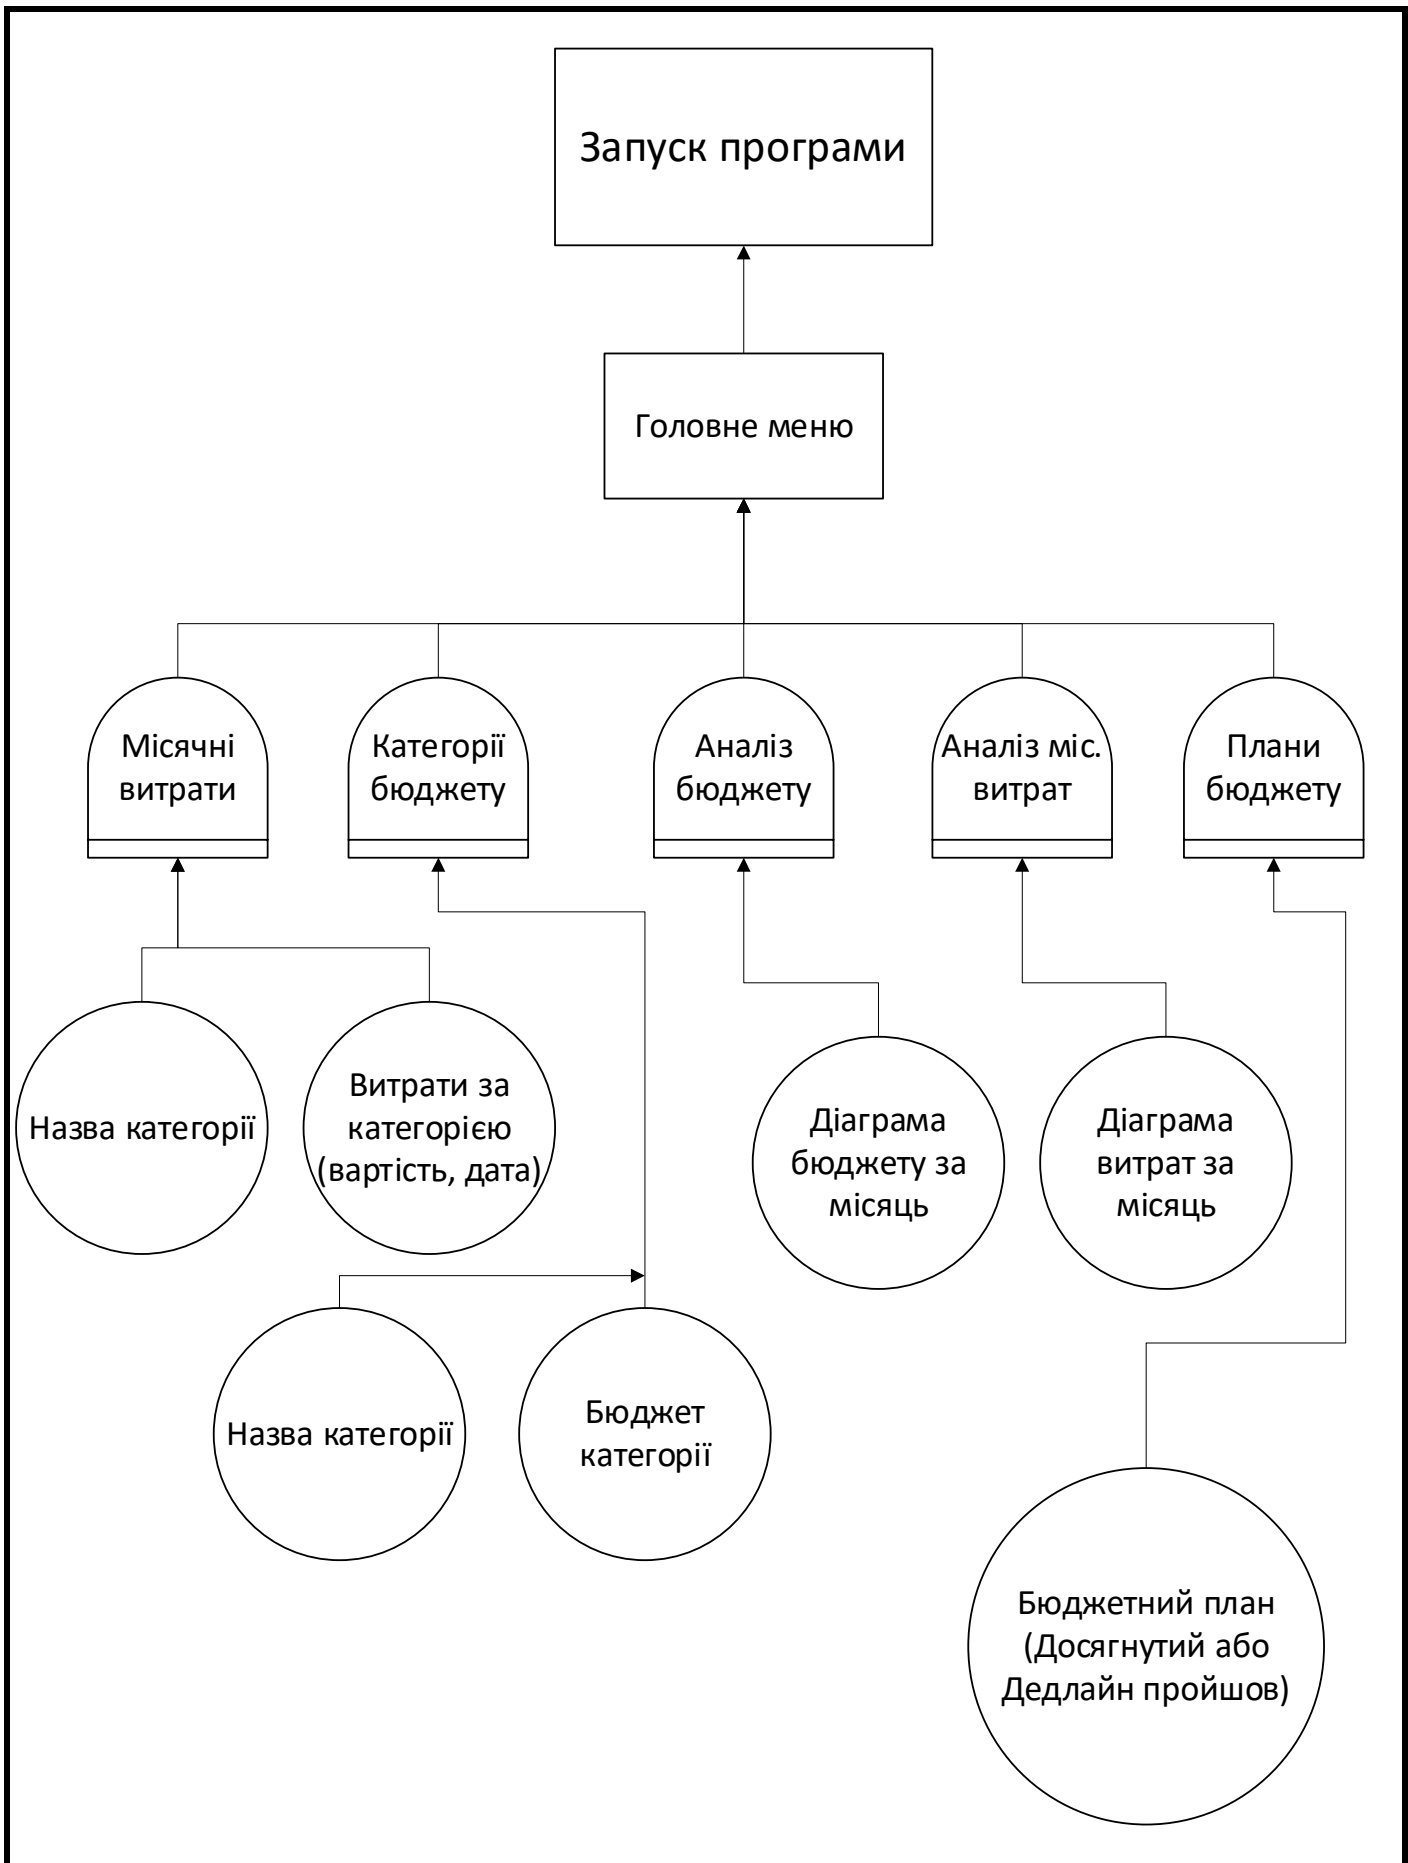 Запуск програми
Головне меню
Місячні
витрати
Категорії
бюджету
Аналіз
бюджету
Аналіз міс.
витрат
Плани
бюджету
Назва категорії
Витрати за
категорією
(вартість, дата)
Діаграма
бюджету за
місяць
Діаграма
витрат за
місяць
Назва категорії
Бюджет
категорії
Бюджетний план
(Досягнутий або
Дедлайн пройшов)